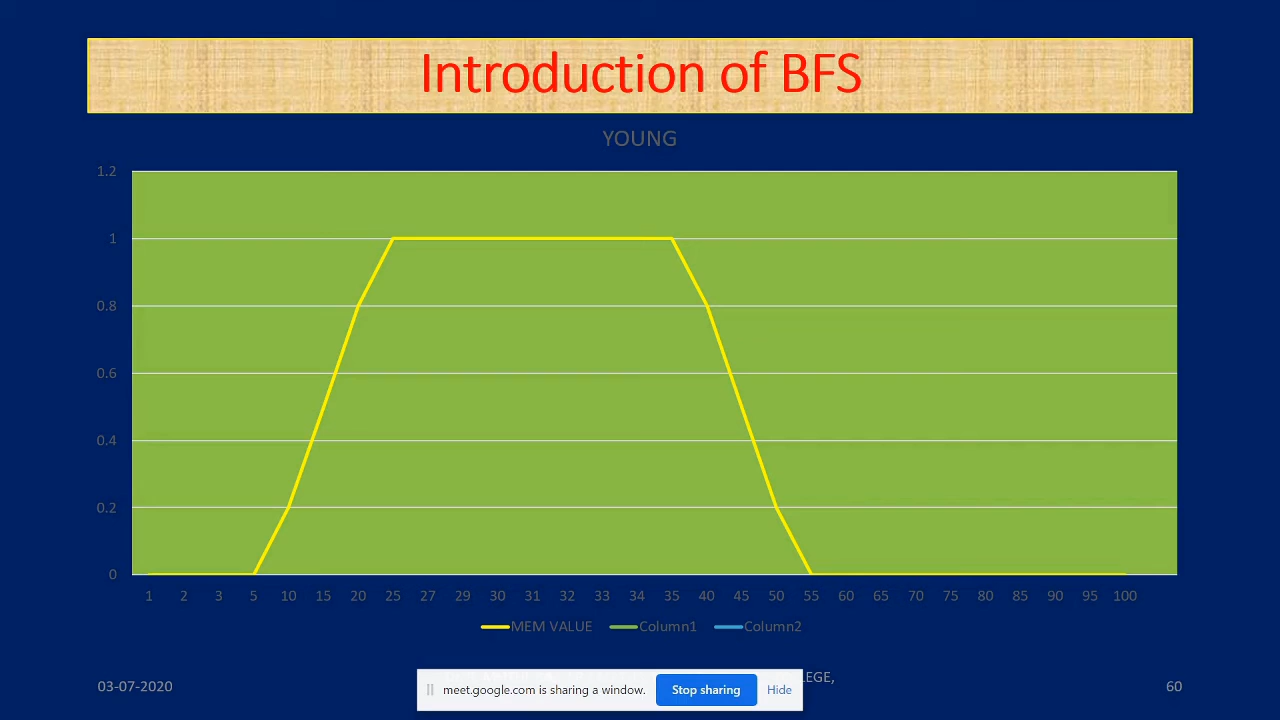 Introduction of BFS
YOUNG
1.2
1
0.8
0.6
0.4
0.2
0
1 2 3 5 10 15 20 25 27 29 30 31 32 33 34 35 40 45 50 55 60 65 70 75 80 85 90 95 100
MEM VALUE Column1 Column2
03-07-2020
LEGE,
60
meet.google.com is sharing a window. Stop sharing Hide